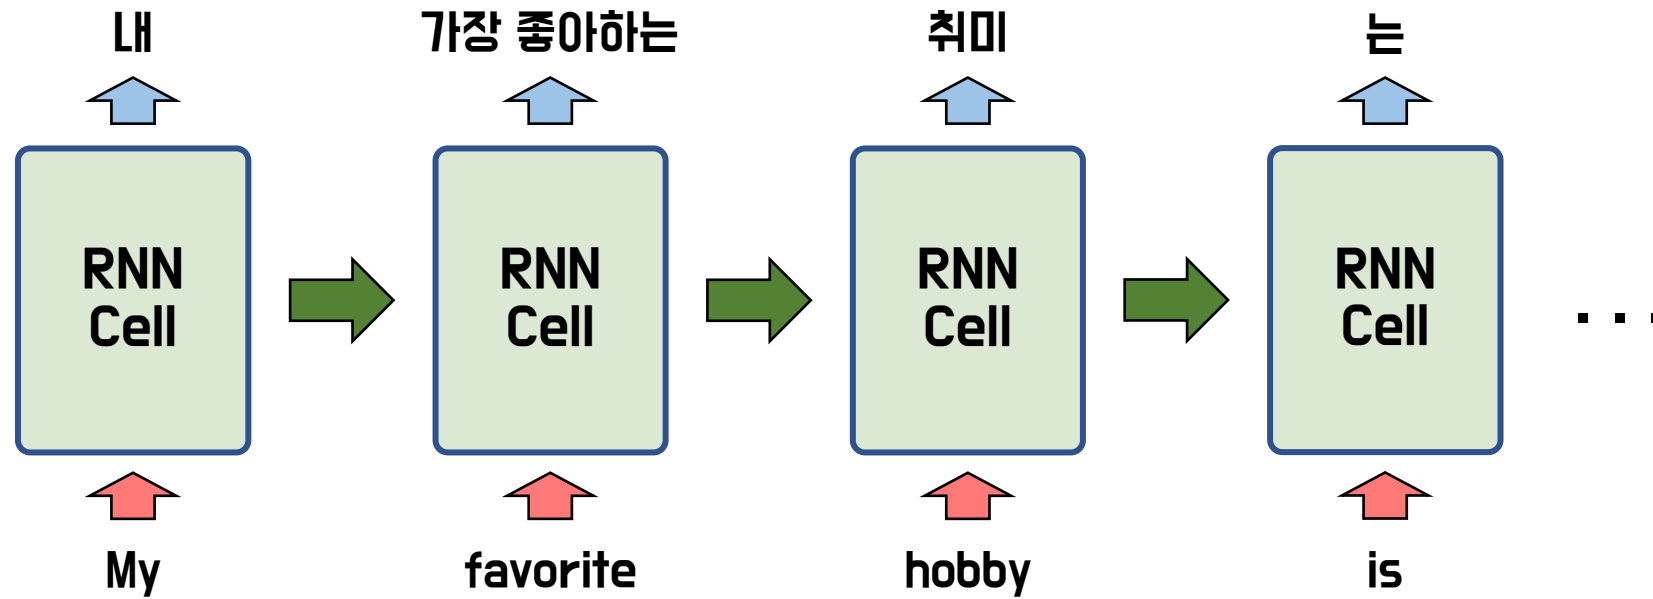 내
가장 좋아하는
취미
는
RNN
Cell
RNN
Cell
RNN
Cell
RNN
Cell
...
My
favorite
hobby
is